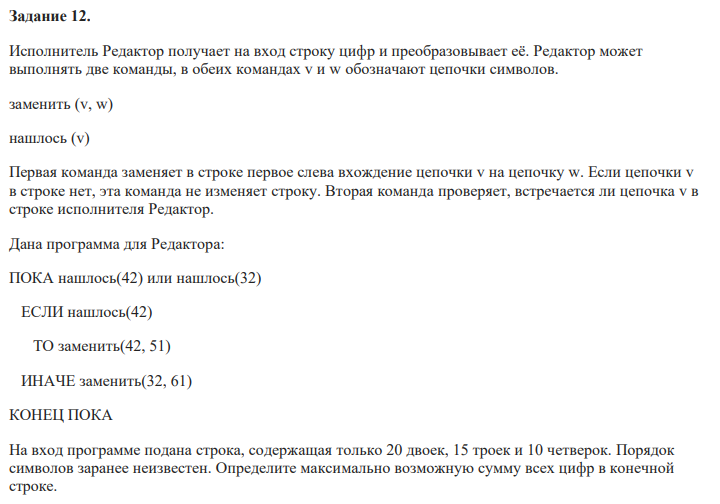 Задание 12.
Исполнитель Редактор получает на вход строку цифр и преобразовывает её. Редактор может
выполнять две команды, в обеих командах v и w обозначают цепочки символов.
заменить (v, w)
нашлось (v)
Первая команда заменяет в строке первое слева вхождение цепочки v на цепочку w. Если цепочки v
в строке нет, эта команда не изменяет строку. Вторая команда проверяет, встречается ли цепочка v в
строке исполнителя Редактор.
Дана программа для Редактора:
ПОКА нашлось(42) или нашлось(32)
ЕСЛИ нашлось(42)
ТО заменить(42, 51)
ИНАЧЕ заменить(32, 61)
КОНЕЦ ПОКА
На вход программе подана строка, содержащая только 20 двоек, 15 троек и 10 четверок. Порядок
символов заранее неизвестен. Определите максимально возможную сумму всех цифр в конечной
строке.